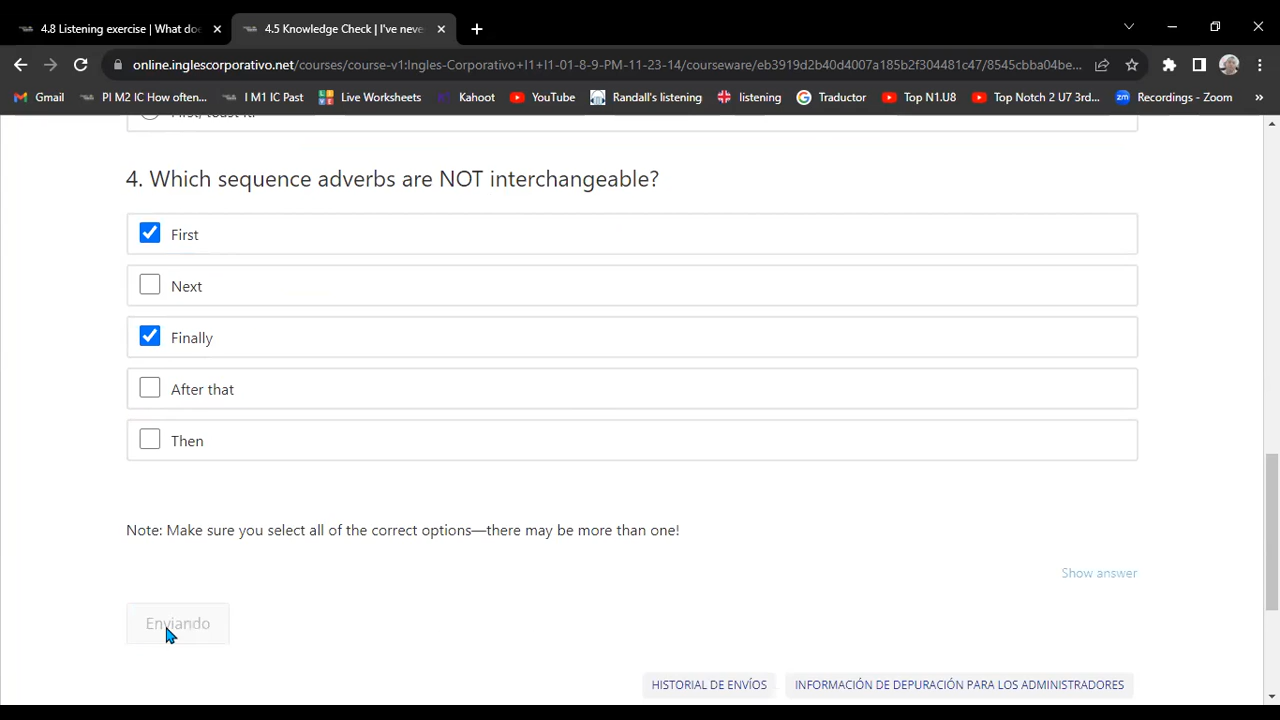 4.8 Listening exercise | What do
4.5 Knowledge Check | I've neve
online.inglescorporativo.net/courses/course-v1:Ingles-Corporativo+I1+I1-01-8-9-PM-11-23-14/courseware/eb3919d2b40d4007a185b2f304481c47/8545cbba04be...
Gmail
PI M2 IC How often...
I M1 IC Past
Live Worksheets
Kahoot
YouTube
Randall's listening
listening
Traductor
Top N1.U8
Top Notch 2 U7 3rd...
Recordings - Zoom
»
First, toast it.
4. Which sequence adverbs are NOT interchangeable?
First
Next
Finally
After that
Then
Note: Make sure you select all of the correct options—there may be more than one!
Show answer
Enviando
HISTORIAL DE ENVÍOS
INFORMACIÓN DE DEPURACIÓN PARA LOS ADMINISTRADORES